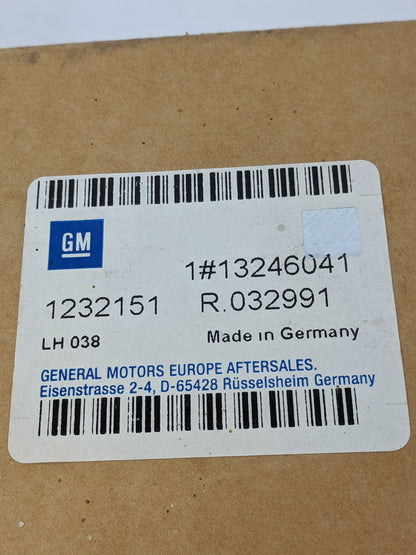 GM
1#13246041
1232151 R.032991
LH 038 Made in Germany
GENERAL MOTORS EUROPE AFTERSALES.
Eisenstrasse 2-4, D-65428 Rüsselsheim Germany